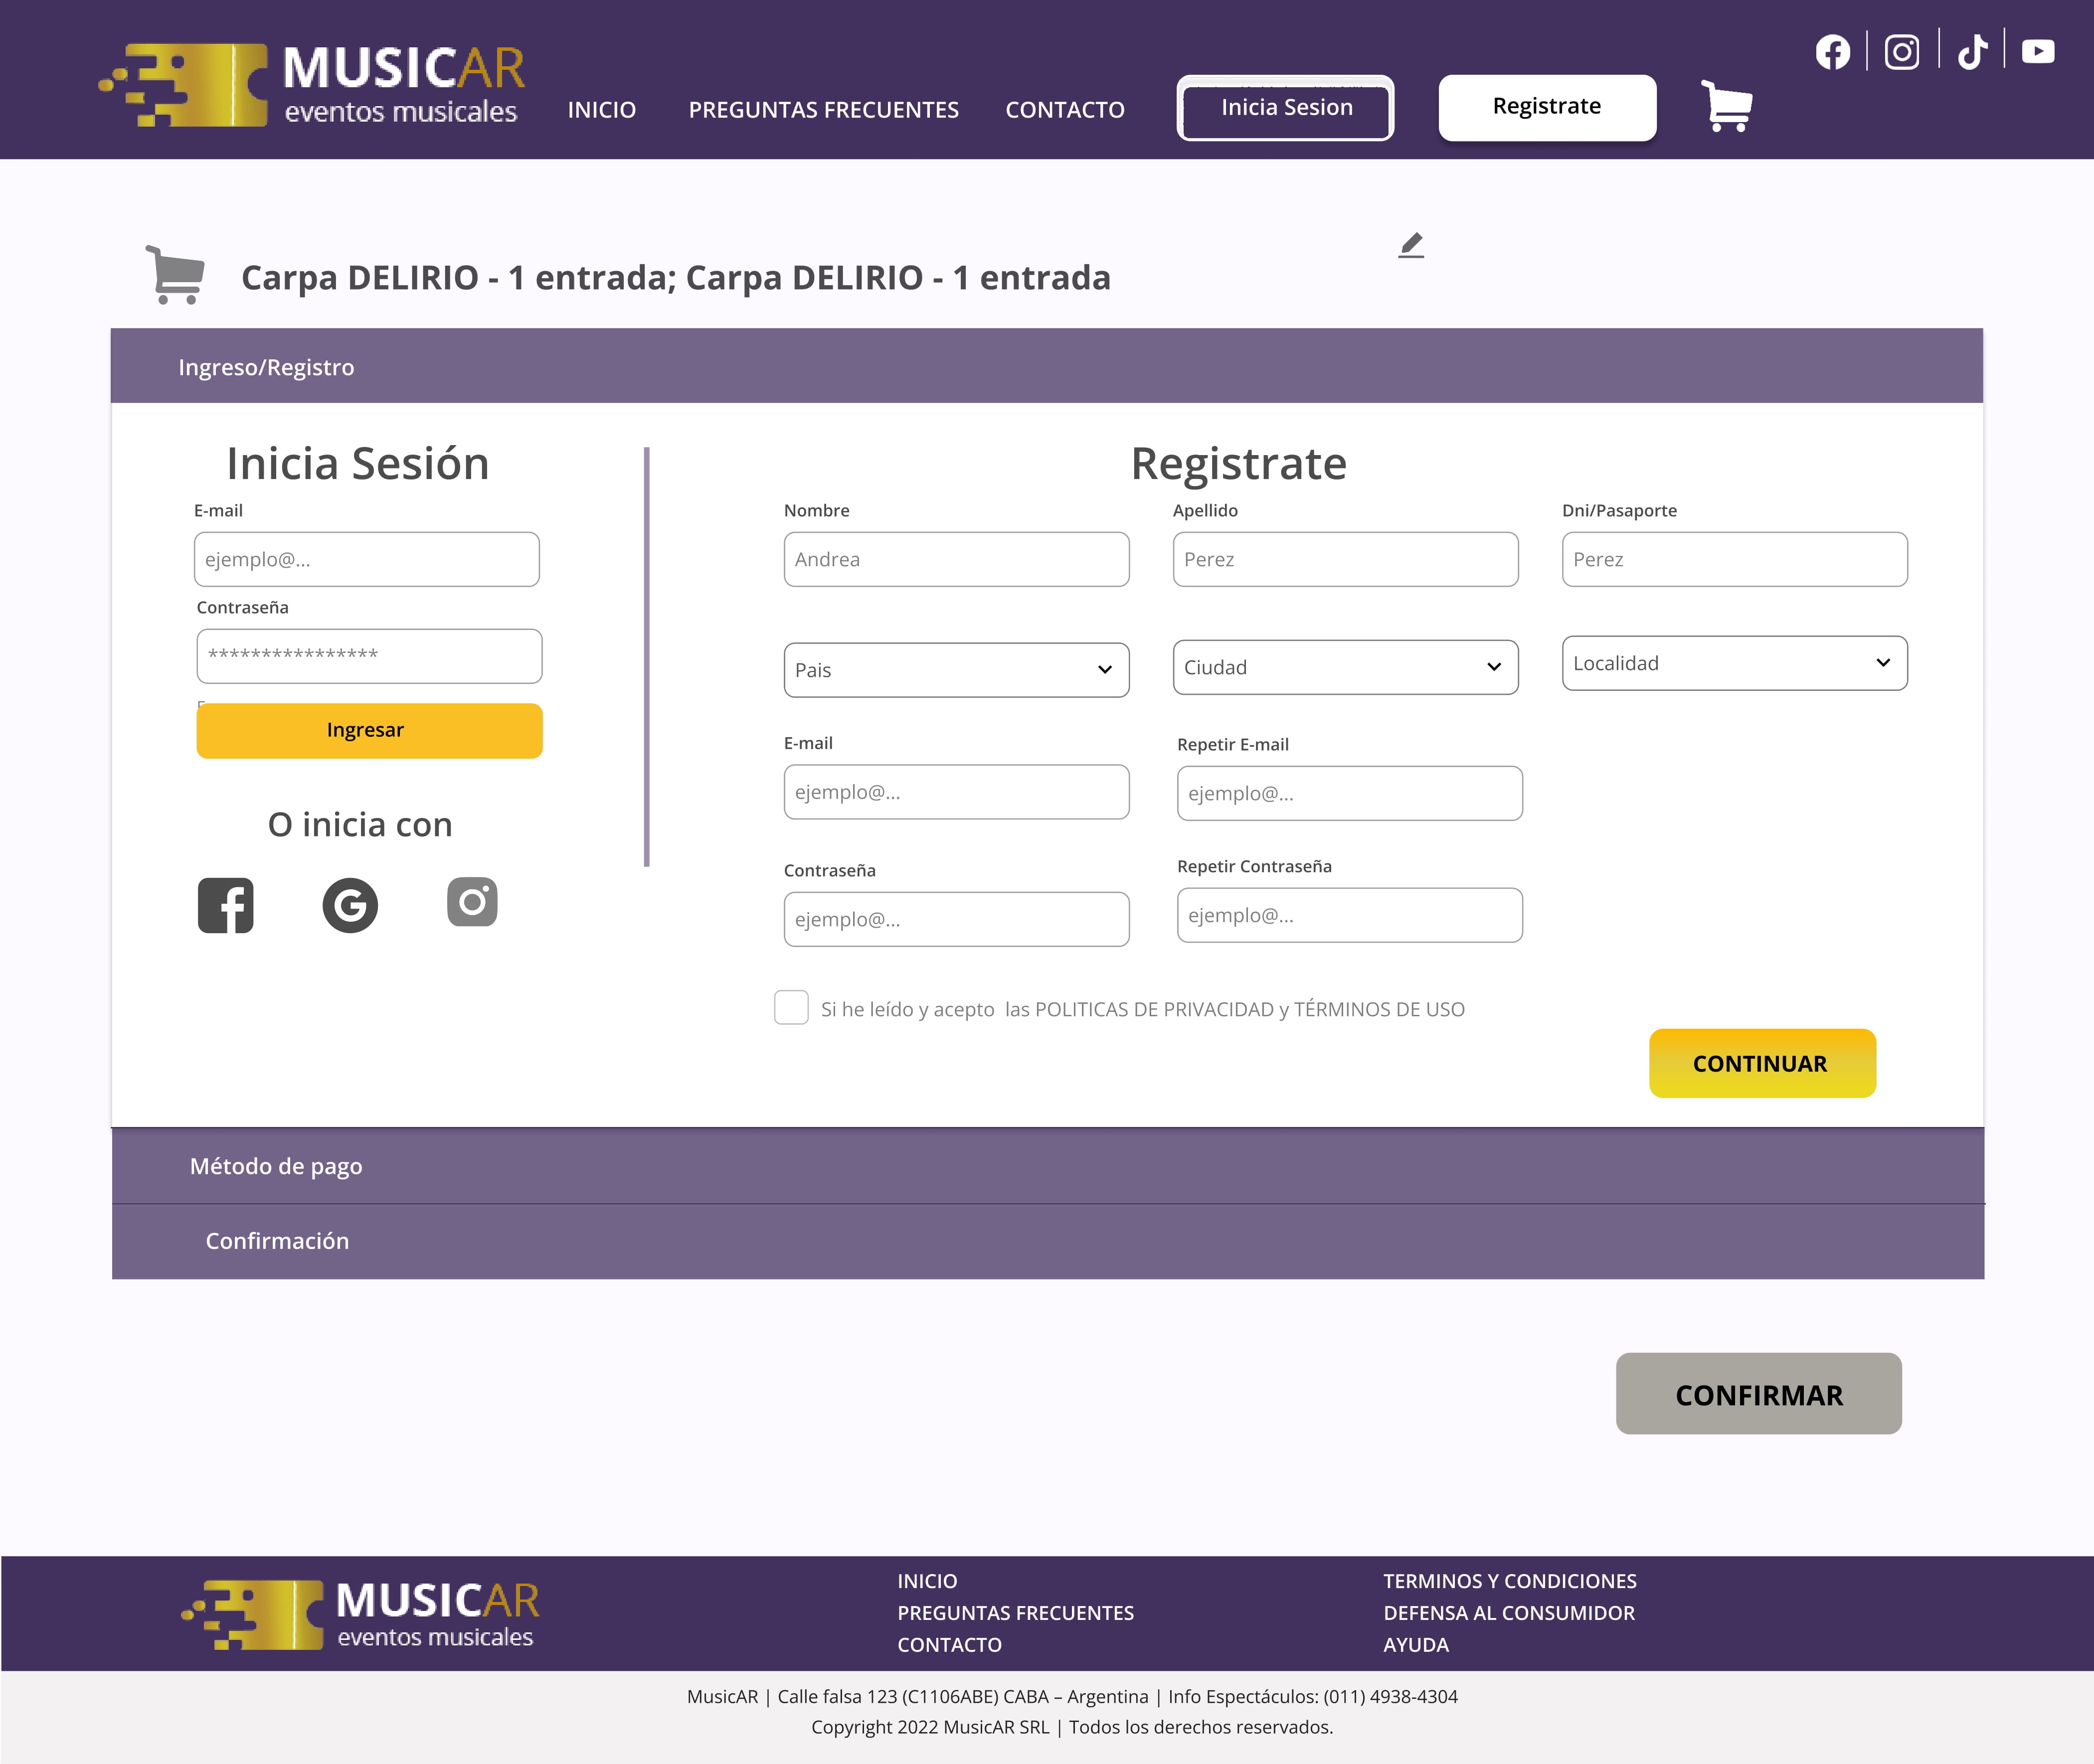 MUSICAR
eventos musicales
INICIO
PREGUNTAS FRECUENTES
CONTACTO
Inicia Sesion
Registrate
Carpa DELIRIO - 1 entrada; Carpa DELIRIO - 1 entrada
Ingreso/Registro
Inicia Sesión
E-mail
ejemplo@...
Contraseña
****************
Ingresar
O inicia con
Registrate
Nombre
Apellido
Dni/Pasaporte
Andrea
Perez
Perez
Pais
Ciudad
Localidad
E-mail
Repetir E-mail
ejemplo@...
ejemplo@...
Contraseña
Repetir Contraseña
ejemplo@...
ejemplo@...
Si he leído y acepto  las POLITICAS DE PRIVACIDAD y TÉRMINOS DE USO
CONTINUAR
Método de pago
Confirmación
CONFIRMAR
MUSICAR
eventos musicales
INICIO
PREGUNTAS FRECUENTES
CONTACTO
TERMINOS Y CONDICIONES
DEFENSA AL CONSUMIDOR
AYUDA
MusicAR | Calle falsa 123 (C1106ABE) CABA – Argentina | Info Espectáculos: (011) 4938-4304
Copyright 2022 MusicAR SRL | Todos los derechos reservados.